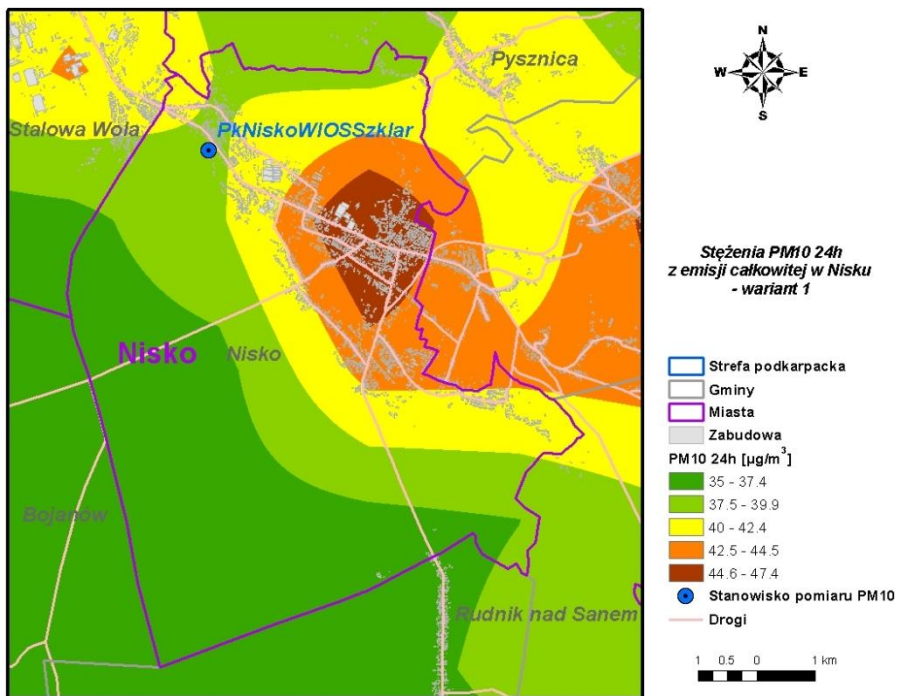 Pysznica
Stalowa Wola
PkNiskoWIOSSzklar
Nisko
Nisko
Bojanów
Rudnik nad Sanem
N
W
E
S
Stężenia PM10 24h
z emisji całkowitej w Nisku
- wariant 1
Strefa podkarpacka
Gminy
Miasta
Zabudowa
PM10 24h [µg/m³]
35 - 37.4
37.5 - 39.9
40 - 42.4
42.5 - 44.5
44.6 - 47.4
Stanowisko pomiaru PM10
Drogi
1 0.5 0 1 km